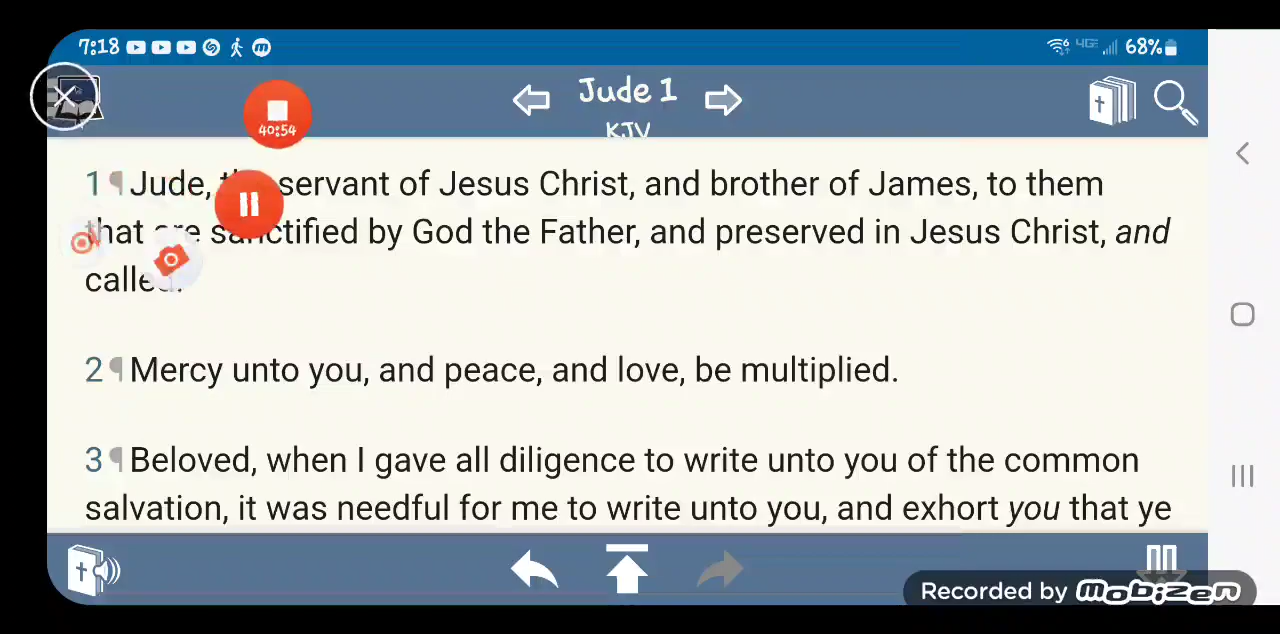 7:18 4GE 68%
Jude 1
KJV
40:54
1 ¶ Jude, servant of Jesus Christ, and brother of James, to them
that are sanctified by God the Father, and preserved in Jesus Christ, and
called:
2 ¶ Mercy unto you, and peace, and love, be multiplied.
3 ¶ Beloved, when I gave all diligence to write unto you of the common
salvation, it was needful for me to write unto you, and exhort you that ye
Recorded by mobizen